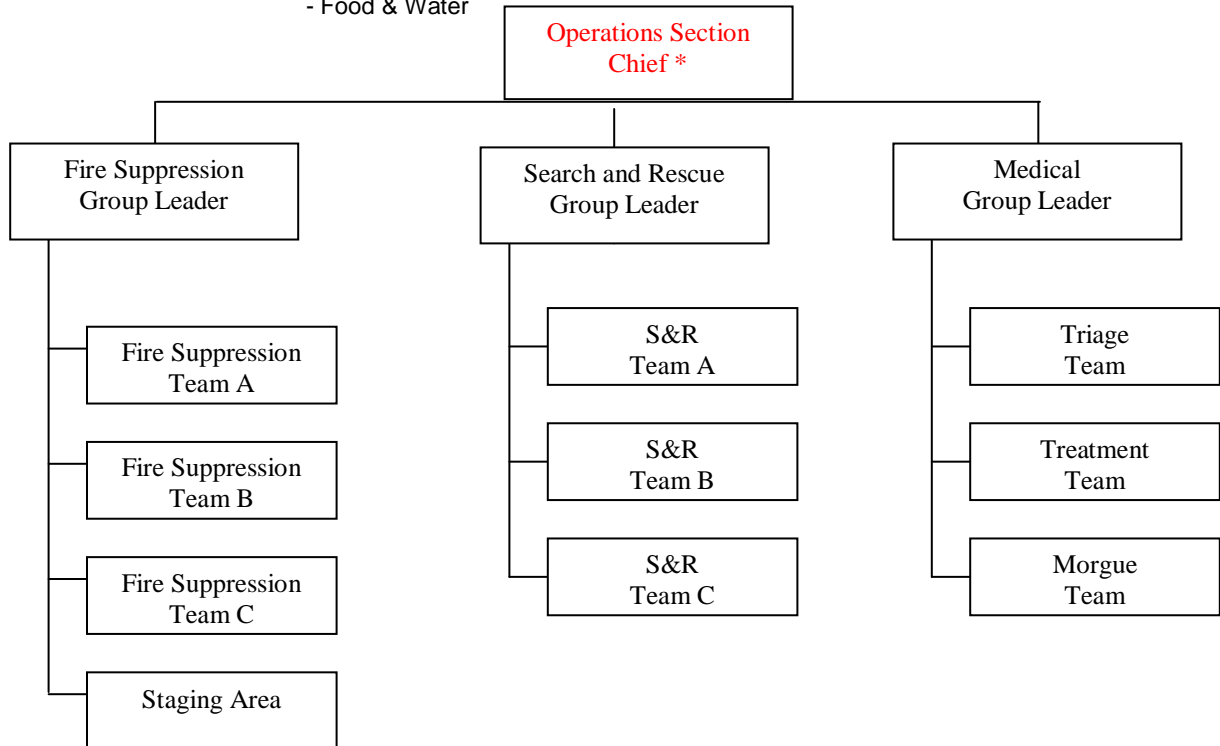 - Food & Water
Operations Section
Chief *
Fire Suppression
Group Leader
Search and Rescue
Group Leader
Medical
Group Leader
Fire Suppression
Team A
Fire Suppression
Team B
Fire Suppression
Team C
Staging Area
S&R
Team A
S&R
Team B
S&R
Team C
Triage
Team
Treatment
Team
Morgue
Team